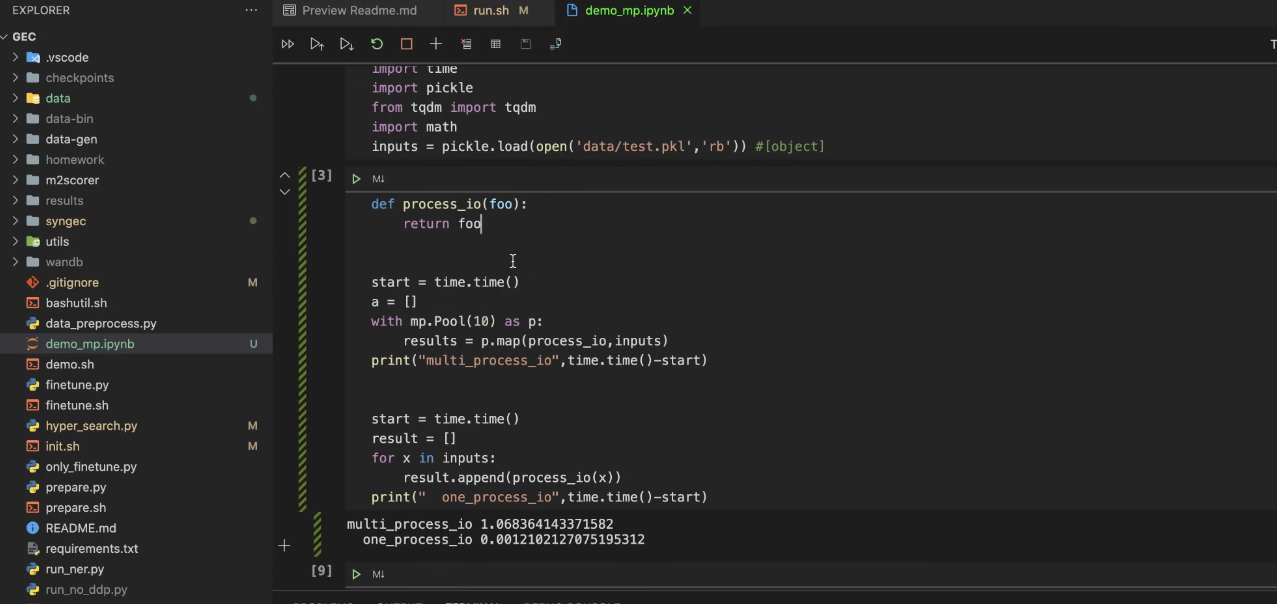 EXPLORER
···
Preview Readme.md
run.sh M
demo_mp.ipynb ×
GEC
.vscode
checkpoints
data
data-bin
data-gen
homework
m2scorer
results
syngec
utils
wandb
.gitignore M
bashutil.sh
data_preprocess.py
demo_mp.ipynb U
demo.sh
finetune.py
finetune.sh
hyper_search.py M
init.sh M
only_finetune.py
prepare.py
prepare.sh
README.md
requirements.txt
run_ner.py
run_no_ddp.py
import time
import pickle
from tqdm import tqdm
import math
inputs = pickle.load(open('data/test.pkl','rb')) #[object]
[3]
M↓
def process_io(foo):
    return foo
start = time.time()
a = []
with mp.Pool(10) as p:
    results = p.map(process_io,inputs)
print("multi_process_io",time.time()-start)
start = time.time()
result = []
for x in inputs:
    result.append(process_io(x))
print("  one_process_io",time.time()-start)
multi_process_io 1.068364143371582
  one_process_io 0.0012102127075195312
[9]
M↓